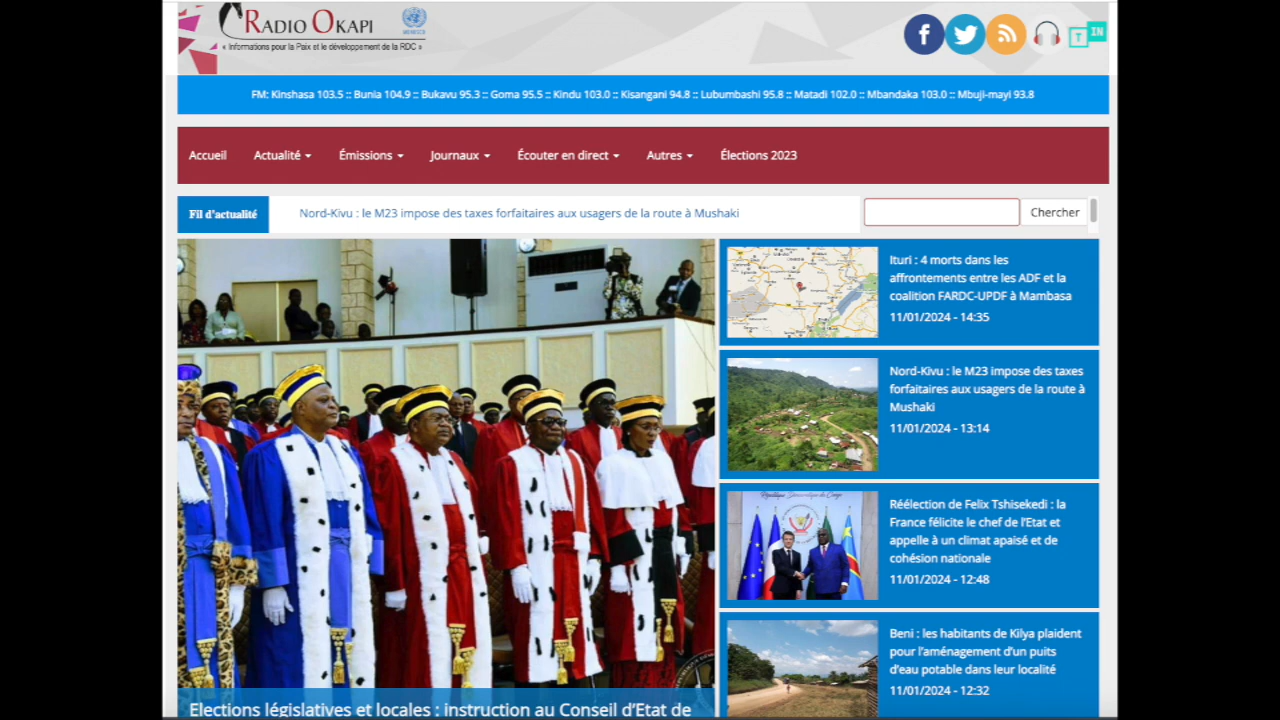 RADIO OKAPI
« Informations pour la Paix et le développement de la RDC »
T IN
FM: Kinshasa 103.5 :: Bunia 104.9 :: Bukavu 95.3 :: Goma 95.5 :: Kindu 103.0 :: Kisangani 94.8 :: Lubumbashi 95.8 :: Matadi 102.0 :: Mbandaka 103.0 :: Mbuji-mayi 93.8
Accueil Actualité Émissions Journaux Écouter en direct Autres Élections 2023
Fil d'actualité Nord-Kivu : le M23 impose des taxes forfaitaires aux usagers de la route à Mushaki Chercher
Ituri : 4 morts dans les
affrontements entre les ADF et la
coalition FARDC-UPDF à Mambasa
11/01/2024 - 14:35
Nord-Kivu : le M23 impose des taxes
forfaitaires aux usagers de la route à
Mushaki
11/01/2024 - 13:14
Réélection de Felix Tshisekedi : la
France félicite le chef de l'Etat et
appelle à un climat apaisé et de
cohésion nationale
11/01/2024 - 12:48
Beni : les habitants de Kilya plaident
pour l'aménagement d'un puits
d'eau potable dans leur localité
11/01/2024 - 12:32
Elections législatives et locales : instruction au Conseil d'Etat de